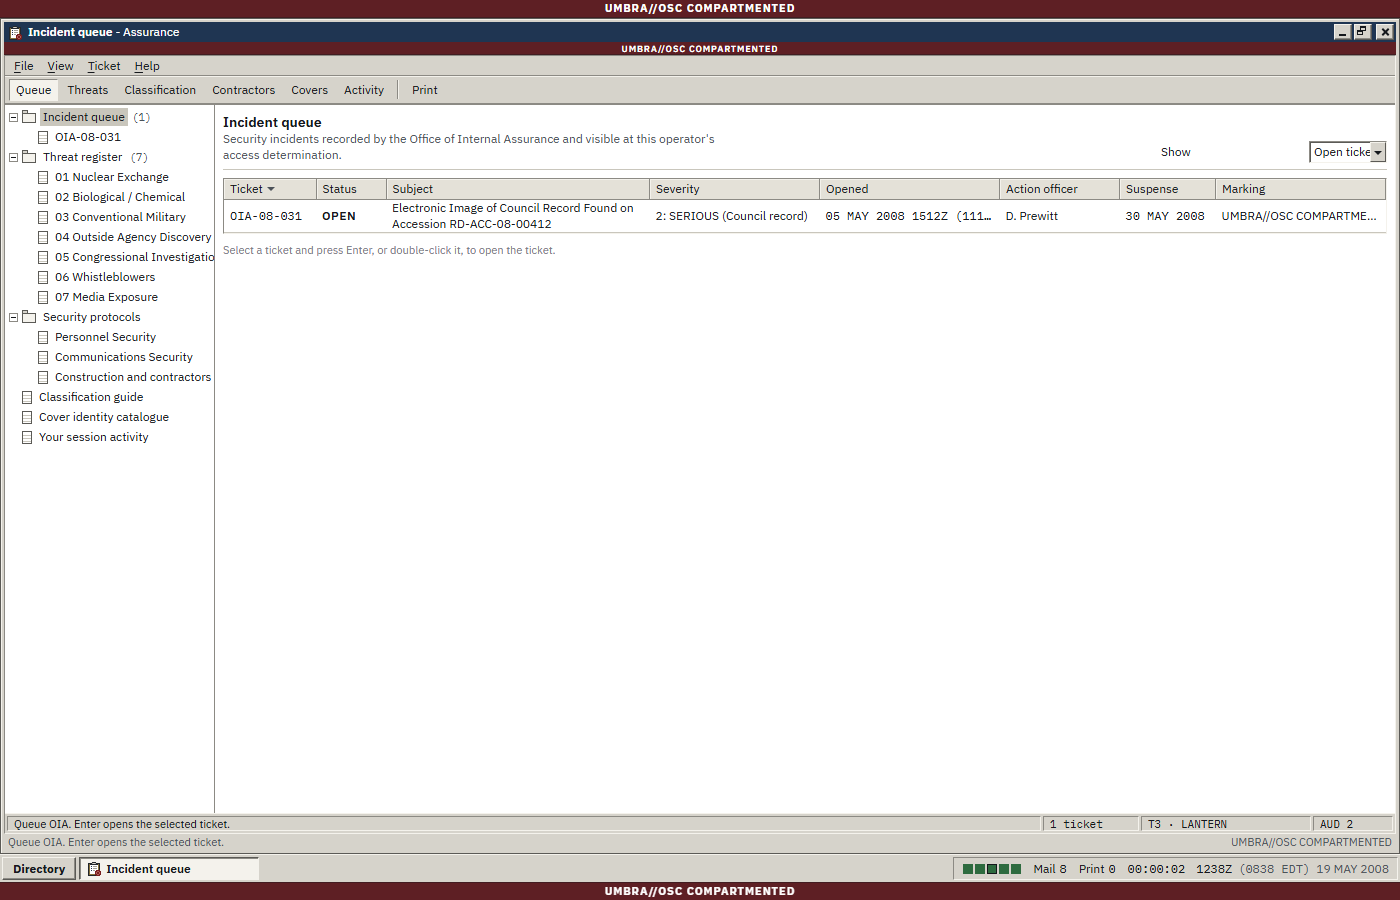 UMBRA//OSC COMPARTMENTED
Incident queue - Assurance
UMBRA//OSC COMPARTMENTED
File View Ticket Help
Queue Threats Classification Contractors Covers Activity Print
Incident queue (1)
OIA-08-031
Threat register (7)
01 Nuclear Exchange
02 Biological / Chemical
03 Conventional Military
04 Outside Agency Discovery
05 Congressional Investigatio
06 Whistleblowers
07 Media Exposure
Security protocols
Personnel Security
Communications Security
Construction and contractors
Classification guide
Cover identity catalogue
Your session activity
Incident queue
Security incidents recorded by the Office of Internal Assurance and visible at this operator's
access determination.
Show Open ticke
Ticket Status Subject Severity Opened Action officer Suspense Marking
OIA-08-031 OPEN Electronic Image of Council Record Found on
Accession RD-ACC-08-00412
2: SERIOUS (Council record) 05 MAY 2008 1512Z (111… D. Prewitt 30 MAY 2008 UMBRA//OSC COMPARTME…
Select a ticket and press Enter, or double-click it, to open the ticket.
Queue OIA. Enter opens the selected ticket. 1 ticket T3 · LANTERN AUD 2
Queue OIA. Enter opens the selected ticket. UMBRA//OSC COMPARTMENTED
Directory Incident queue Mail 8 Print 0 00:00:02 1238Z (0838 EDT) 19 MAY 2008
UMBRA//OSC COMPARTMENTED